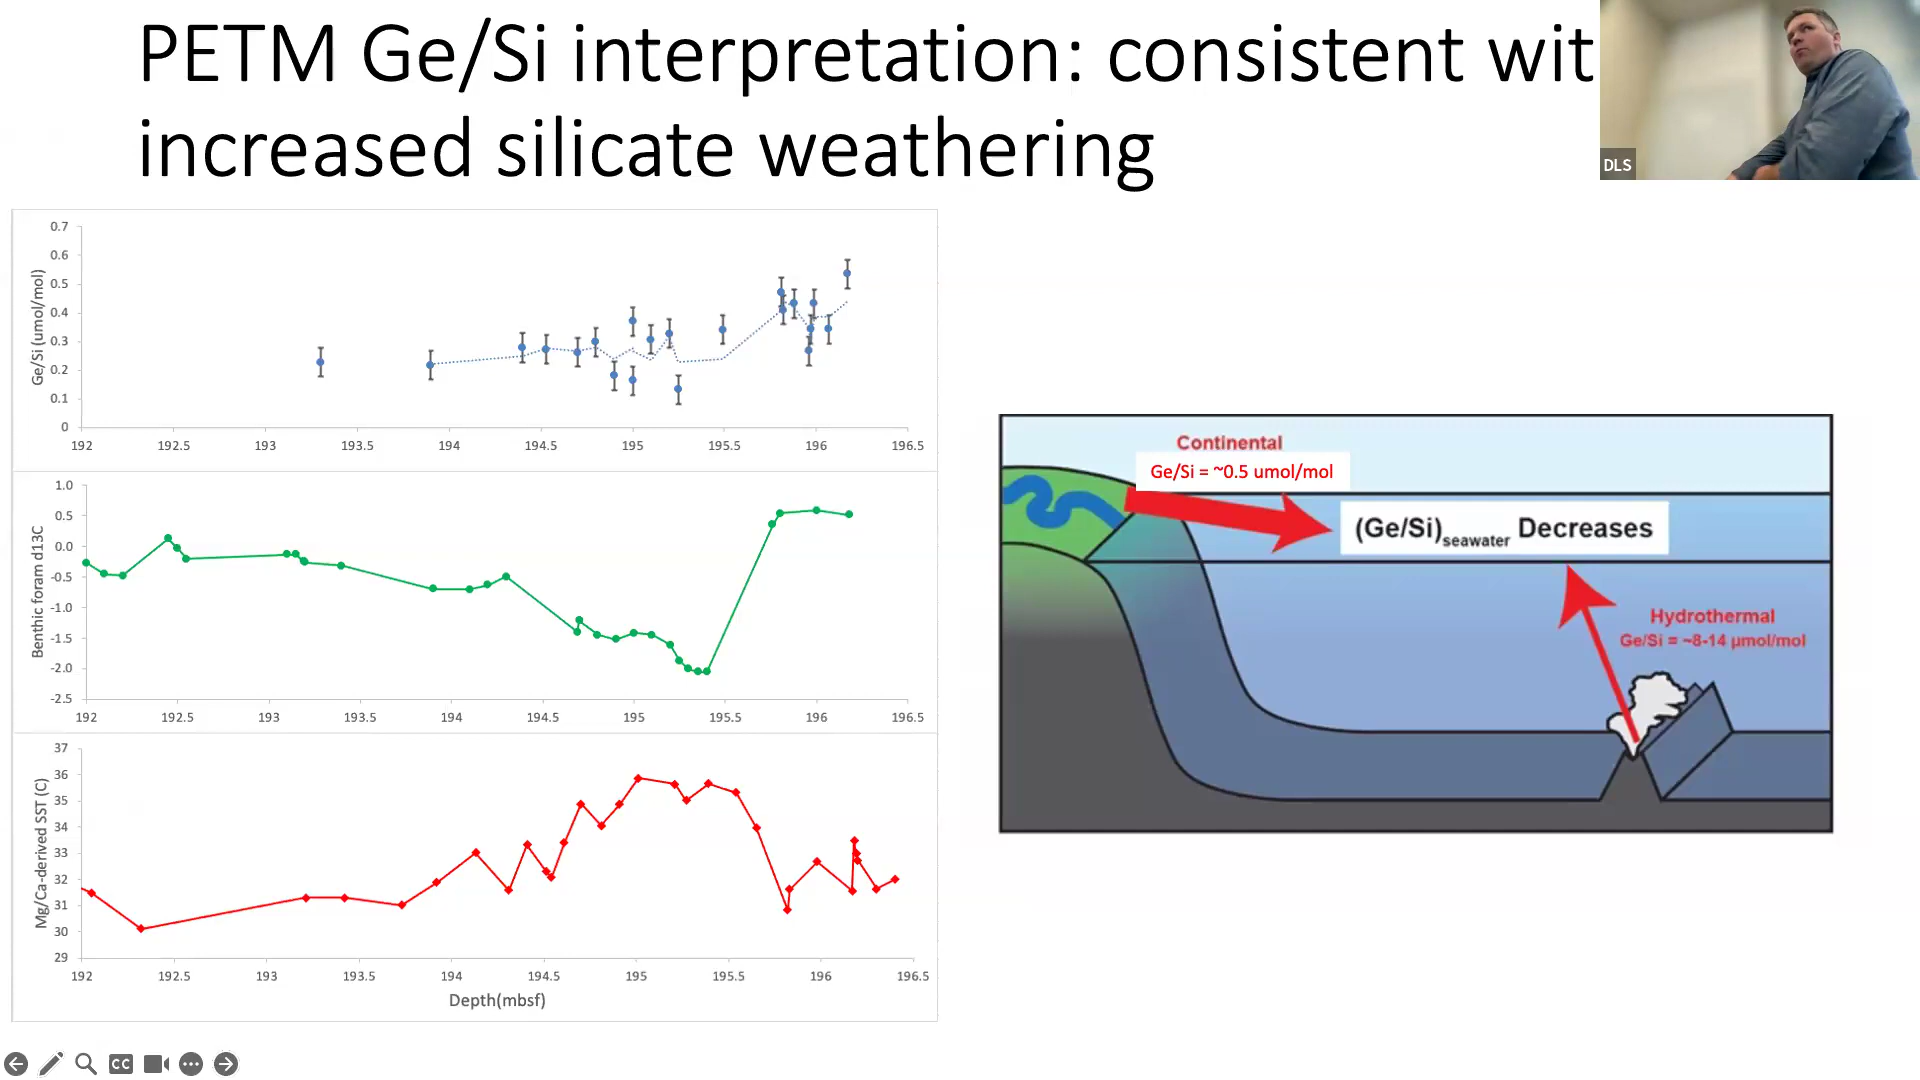 PETM Ge/Si interpretation: consistent wit
increased silicate weathering
DLS
Ge/Si (umol/mol)
0.7
0.6
0.5
0.4
0.3
0.2
0.1
0
192 192.5 193 193.5 194 194.5 195 195.5 196 196.5
Benthic foram d13C
1.0
0.5
0.0
-0.5
-1.0
-1.5
-2.0
-2.5
192 192.5 193 193.5 194 194.5 195 195.5 196 196.5
Mg/Ca-derived SST (C)
37
36
35
34
33
32
31
30
29
192 192.5 193 193.5 194 194.5 195 195.5 196 196.5
Depth(mbsf)
Continental
Ge/Si = ~0.5 umol/mol
(Ge/Si)seawater Decreases
Hydrothermal
Ge/Si = ~8-14 µmol/mol
CC